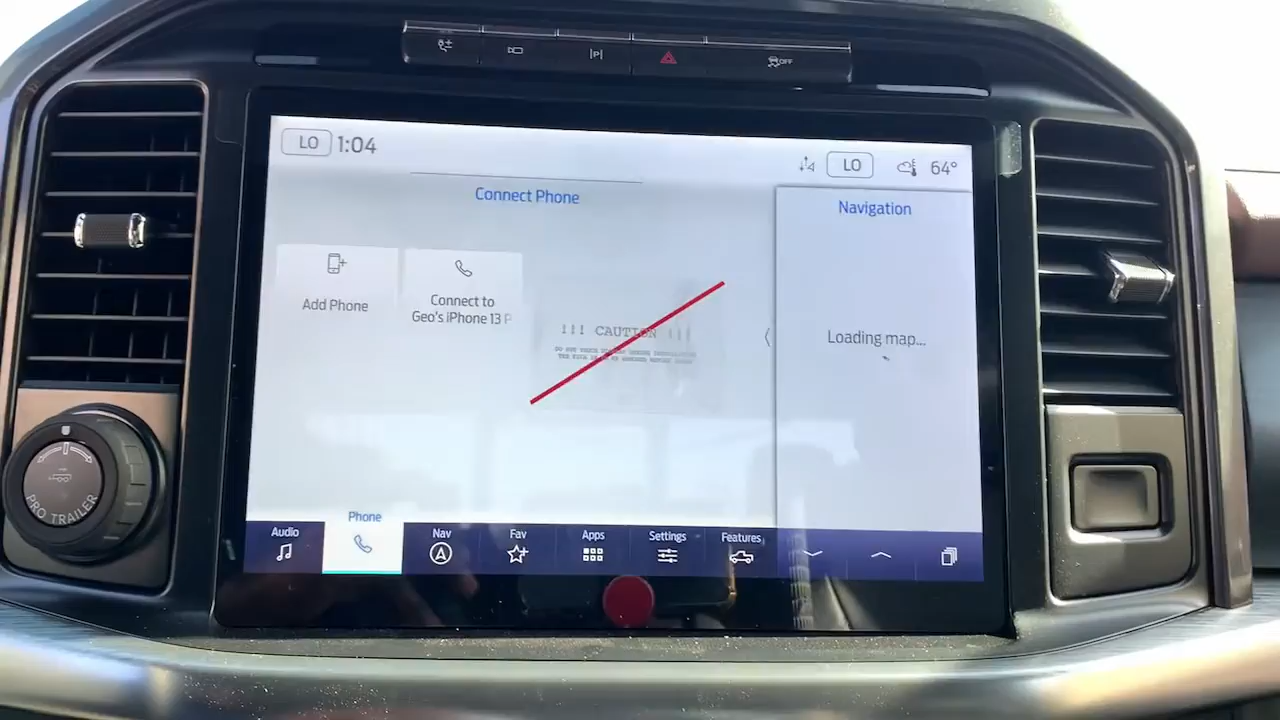 OFF
LO 1:04
LO 64°
Connect Phone
Navigation
Add Phone
Connect to
Geo's iPhone 13 P
!!! CAUTION !!!
Loading map...
PRO TRAILER
Audio
Phone
Nav
Fav
Apps
Settings
Features